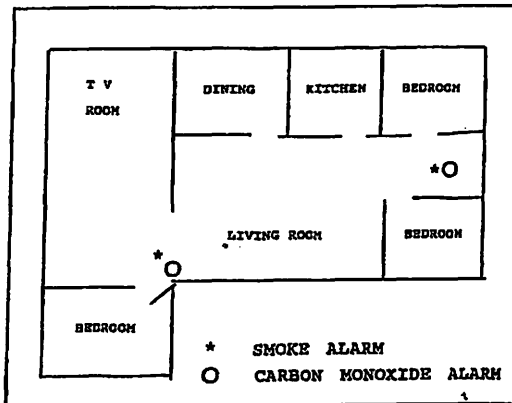 T V
ROOM
DINING
KITCHEN
BEDROOM
*O
LIVING ROOM
BEDROOM
*O
BEDROOM
* SMOKE ALARM
O CARBON MONOXIDE ALARM